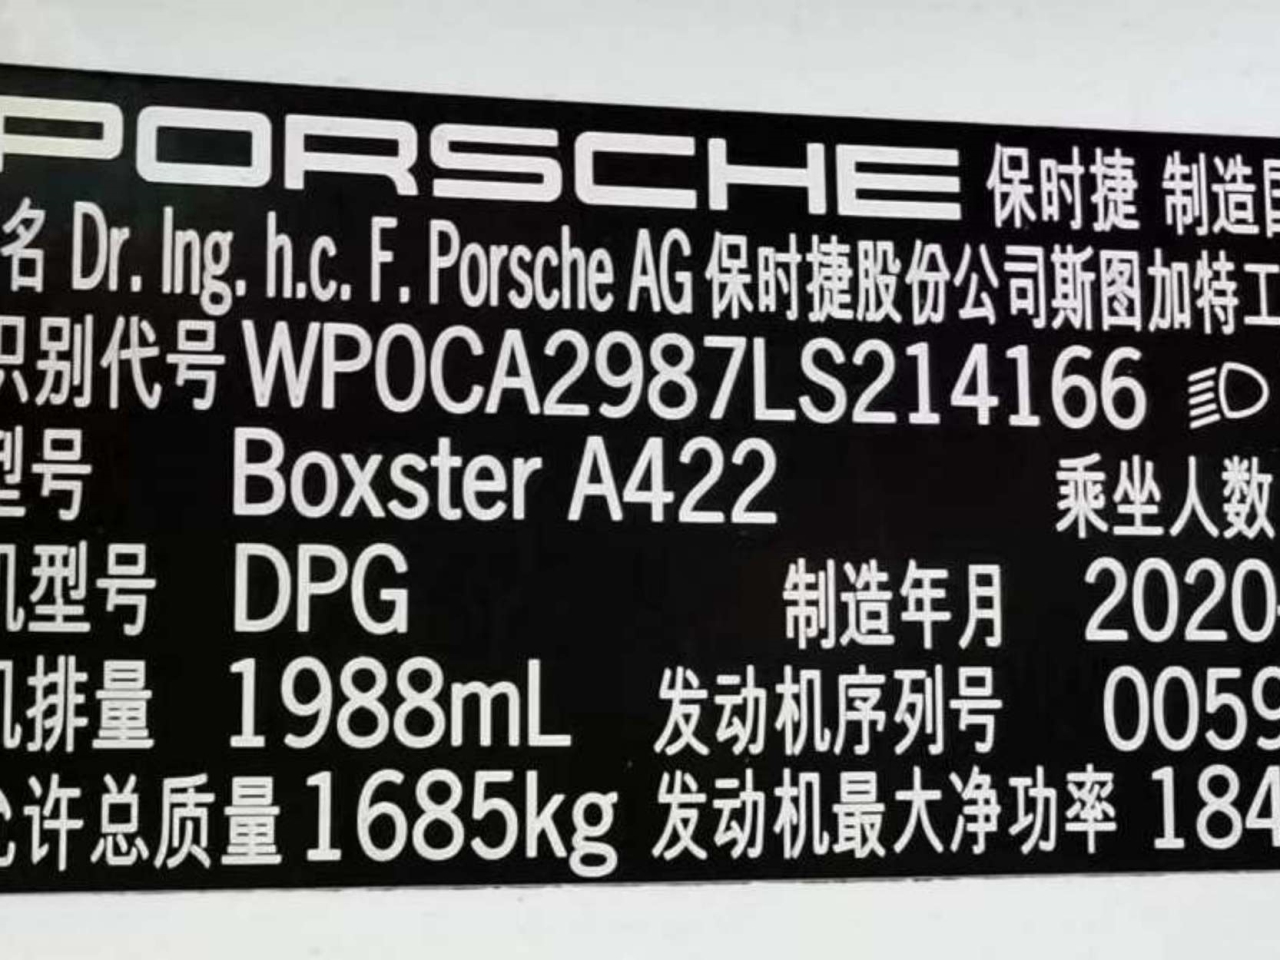 PORSCHE 保时捷 制造国
名 Dr. Ing. h.c. F. Porsche AG 保时捷股份公司斯图加特工
识别代号 WP0CA2987LS214166
型号 Boxster A422 乘坐人数
机型号 DPG 制造年月 2020-
机排量 1988mL 发动机序列号 0059
允许总质量 1685kg 发动机最大净功率 184